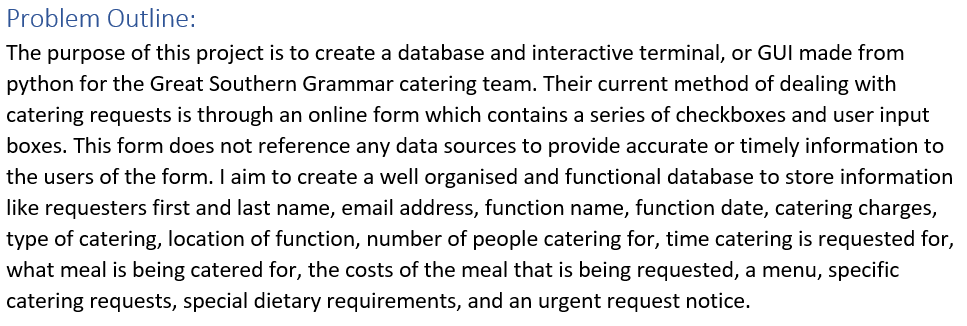 Problem Outline:
The purpose of this project is to create a database and interactive terminal, or GUI made from
python for the Great Southern Grammar catering team. Their current method of dealing with
catering requests is through an online form which contains a series of checkboxes and user input
boxes. This form does not reference any data sources to provide accurate or timely information to
the users of the form. I aim to create a well organised and functional database to store information
like requesters first and last name, email address, function name, function date, catering charges,
type of catering, location of function, number of people catering for, time catering is requested for,
what meal is being catered for, the costs of the meal that is being requested, a menu, specific
catering requests, special dietary requirements, and an urgent request notice.